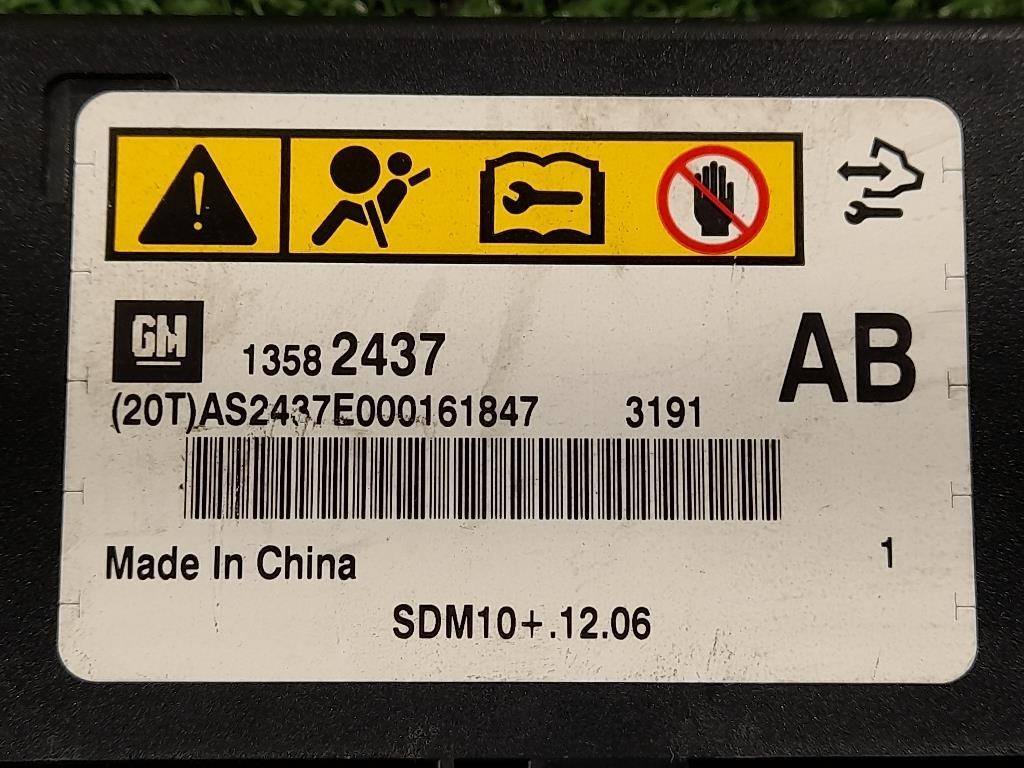 GM 1358 2437 AB
(20T)AS2437E000161847 3191
Made In China 1
SDM10+.12.06